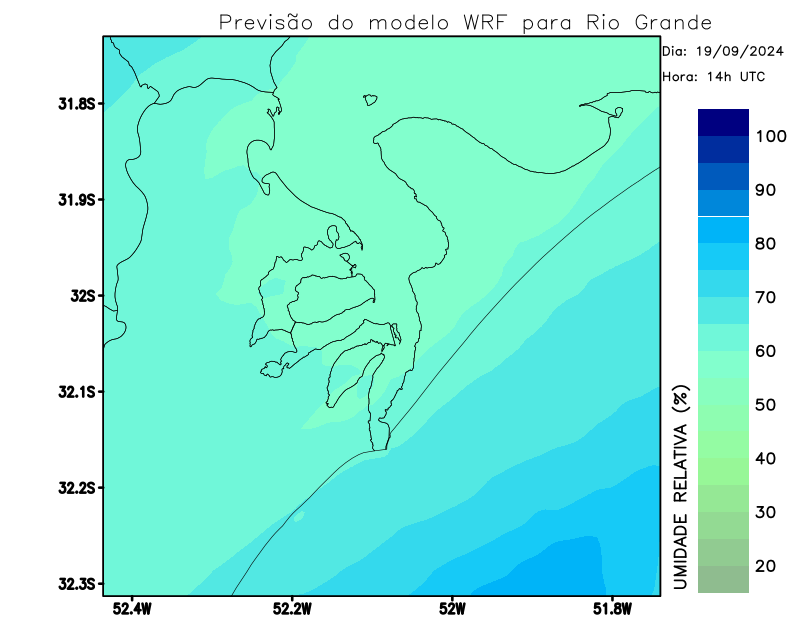 Previsão do modelo WRF para Rio Grande
Dia: 19/09/2024
Hora: 14h UTC
31.8S
31.9S
32S
32.1S
32.2S
32.3S
52.4W
52.2W
52W
51.8W
UMIDADE RELATIVA (%)
100
90
80
70
60
50
40
30
20